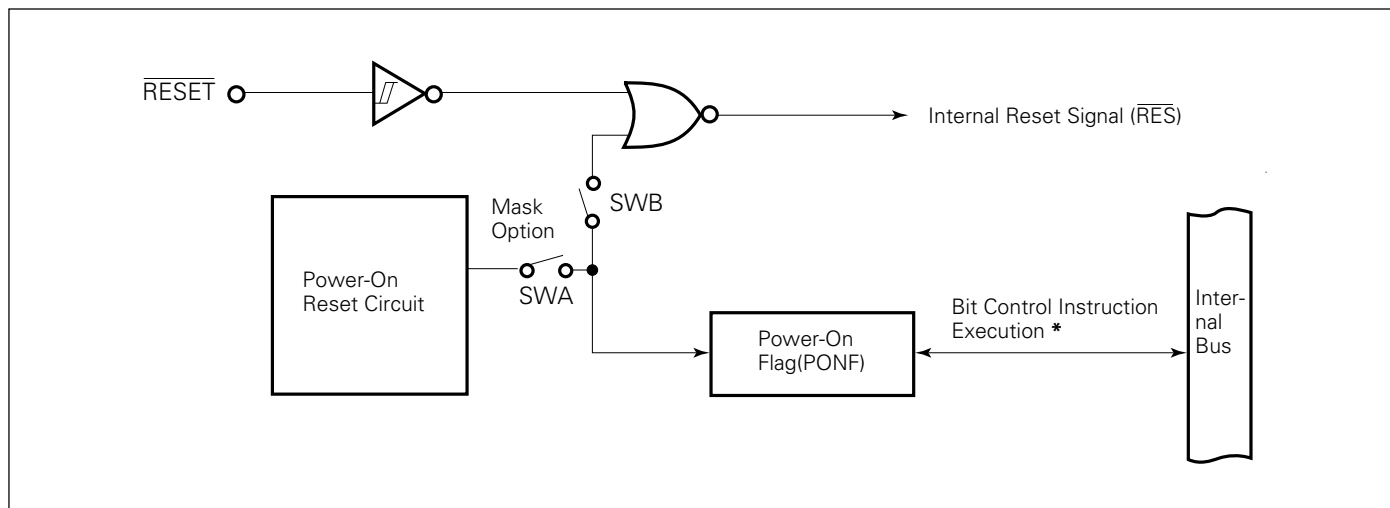 RESET
Internal Reset Signal (RES)
SWB
Mask
Option
Power-On
Reset Circuit
SWA
Power-On
Flag(PONF)
Bit Control Instruction
Execution *
Inter-
nal
Bus